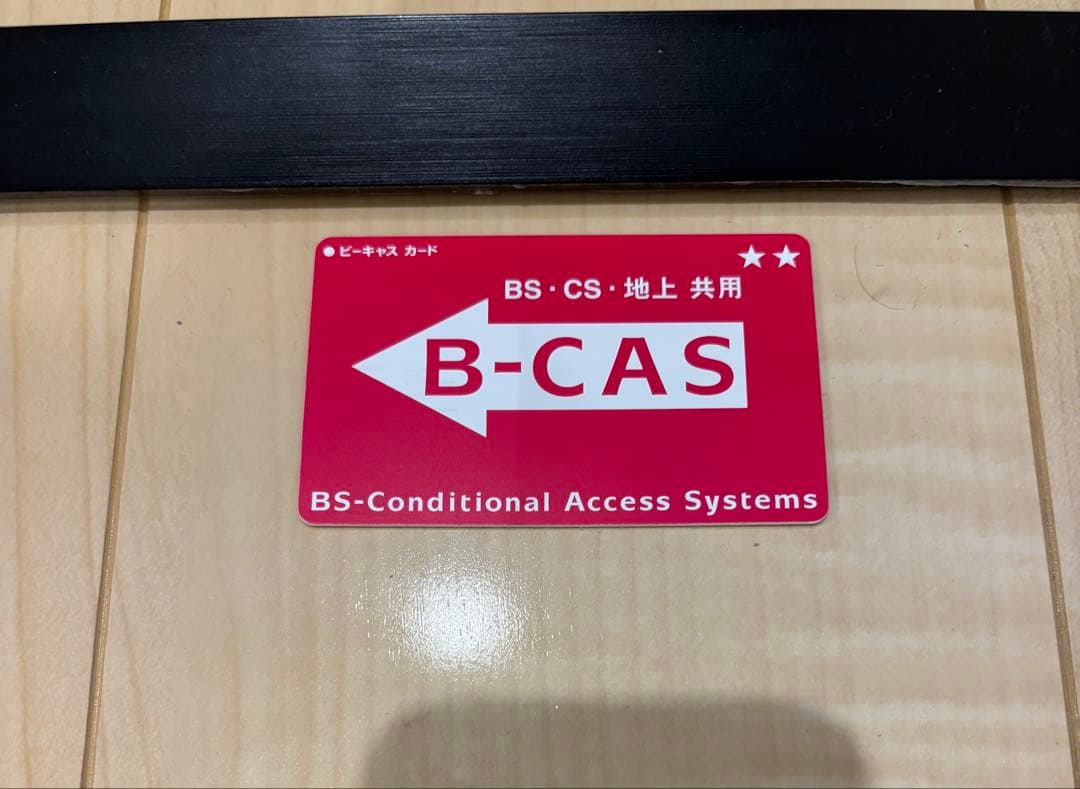 ●ビーキャス カード
★★
BS・CS・地上 共用
B-CAS
BS-Conditional Access Systems